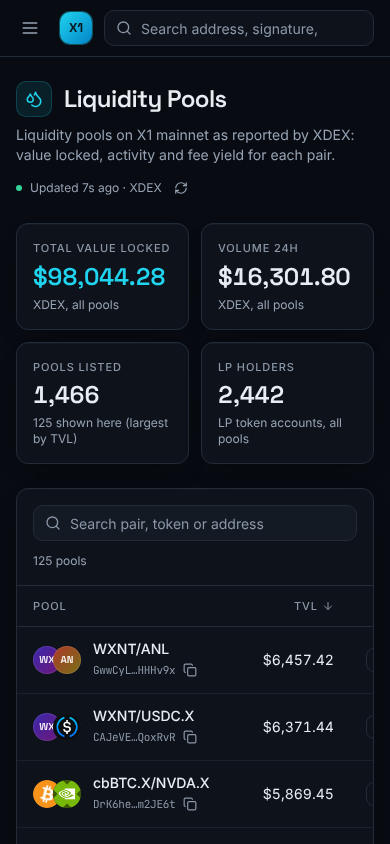 X1
Search address, signature,
Liquidity Pools
Liquidity pools on X1 mainnet as reported by XDEX:
value locked, activity and fee yield for each pair.
Updated 7s ago · XDEX
TOTAL VALUE LOCKED
$98,044.28
XDEX, all pools
VOLUME 24H
$16,301.80
XDEX, all pools
POOLS LISTED
1,466
125 shown here (largest
by TVL)
LP HOLDERS
2,442
LP token accounts, all
pools
Search pair, token or address
125 pools
POOL
TVL ↓
WX AN
WXNT/ANL
$6,457.42
GwwCyL…HHHv9x
WX
WXNT/USDC.X
$6,371.44
CAJeVE…QoxRvR
cbBTC.X/NVDA.X
$5,869.45
DrK6he…m2JE6t